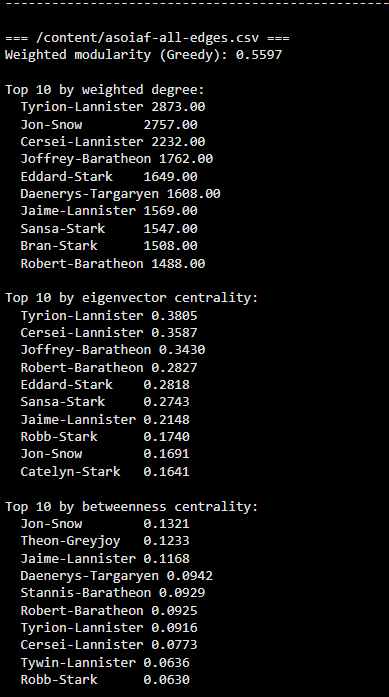 ------------------------------------------------
=== /content/asoiaf-all-edges.csv ===
Weighted modularity (Greedy): 0.5597
Top 10 by weighted degree:
Tyrion-Lannister 2873.00
Jon-Snow 2757.00
Cersei-Lannister 2232.00
Joffrey-Baratheon 1762.00
Eddard-Stark 1649.00
Daenerys-Targaryen 1608.00
Jaime-Lannister 1569.00
Sansa-Stark 1547.00
Bran-Stark 1508.00
Robert-Baratheon 1488.00
Top 10 by eigenvector centrality:
Tyrion-Lannister 0.3805
Cersei-Lannister 0.3587
Joffrey-Baratheon 0.3430
Robert-Baratheon 0.2827
Eddard-Stark 0.2818
Sansa-Stark 0.2743
Jaime-Lannister 0.2148
Robb-Stark 0.1740
Jon-Snow 0.1691
Catelyn-Stark 0.1641
Top 10 by betweenness centrality:
Jon-Snow 0.1321
Theon-Greyjoy 0.1233
Jaime-Lannister 0.1168
Daenerys-Targaryen 0.0942
Stannis-Baratheon 0.0929
Robert-Baratheon 0.0925
Tyrion-Lannister 0.0916
Cersei-Lannister 0.0773
Tywin-Lannister 0.0636
Robb-Stark 0.0630